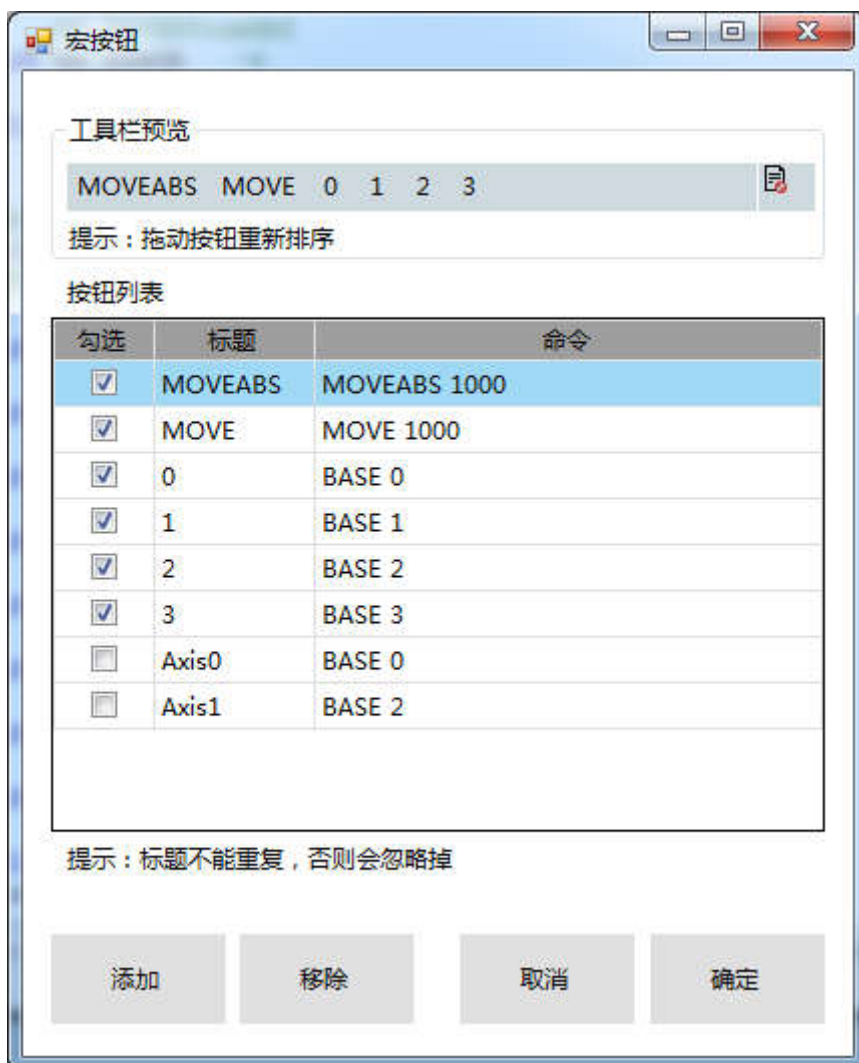 宏按钮
工具栏预览
MOVEABS MOVE 0 1 2 3
提示：拖动按钮重新排序
按钮列表
勾选 标题 命令
MOVEABS MOVEABS 1000
MOVE MOVE 1000
0 BASE 0
1 BASE 1
2 BASE 2
3 BASE 3
Axis0 BASE 0
Axis1 BASE 2
提示：标题不能重复，否则会忽略掉
添加 移除 取消 确定